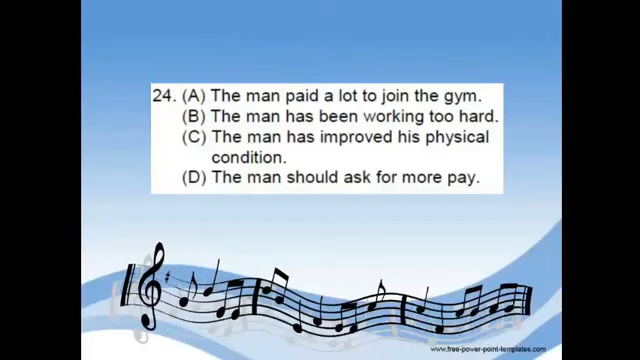 24. (A) The man paid a lot to join the gym.
(B) The man has been working too hard.
(C) The man has improved his physical
condition.
(D) The man should ask for more pay.
www.free-power-point-templates.com